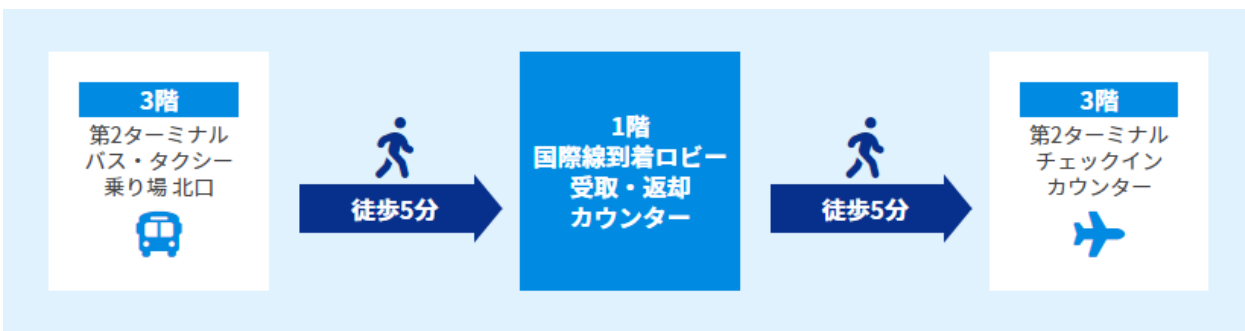 3階
第2ターミナル
バス・タクシー
乗り場 北口
徒歩5分
1階
国際線到着ロビー
受取・返却
カウンター
徒歩5分
3階
第2ターミナル
チェックイン
カウンター